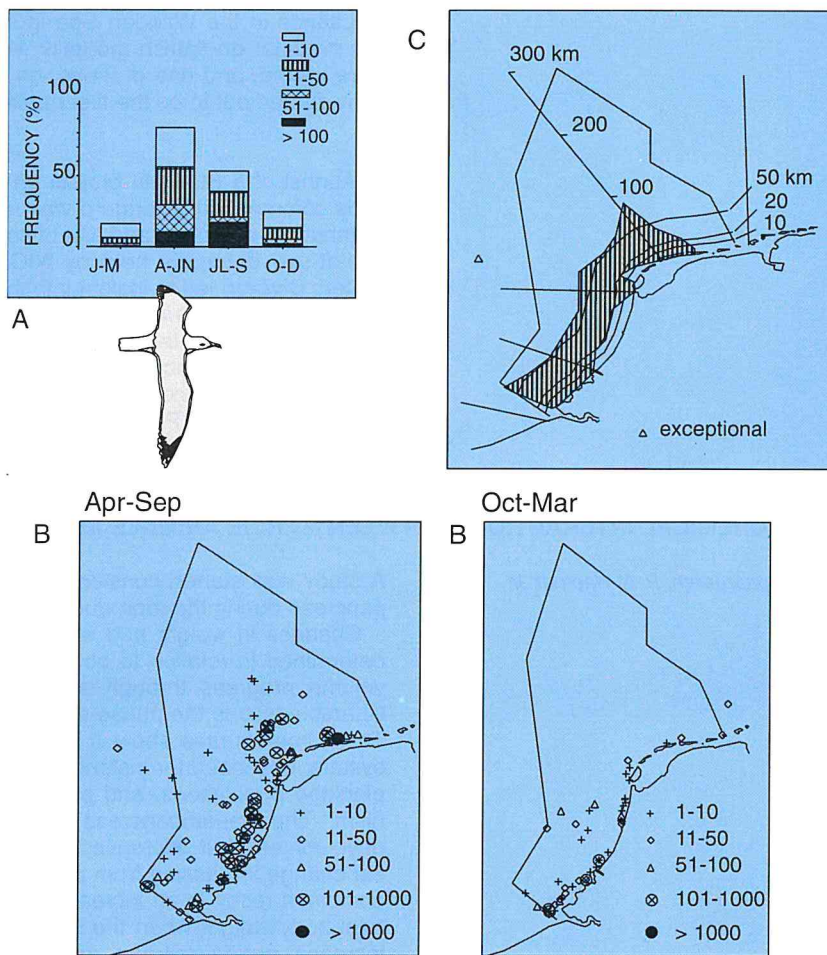 1-10
11-50
51-100
> 100
FREQUENCY (%)
100
50
0
J-M
A-JN
JL-S
O-D
A
C
300 km
200
100
50 km
20
10
exceptional
Apr-Sep
B
1-10
11-50
51-100
101-1000
> 1000
Oct-Mar
B
1-10
11-50
51-100
101-1000
> 1000